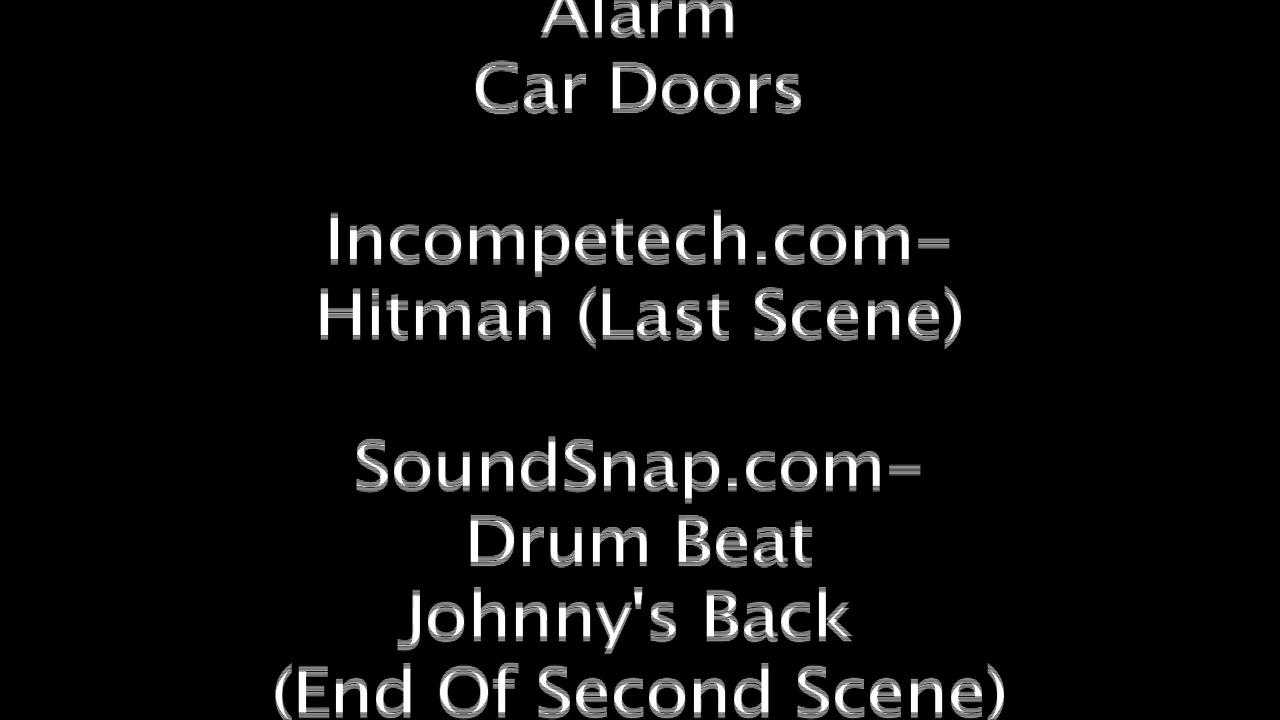 Alarm
Car Doors
Incompetech.com-
Hitman (Last Scene)
SoundSnap.com-
Drum Beat
Johnny's Back
(End Of Second Scene)